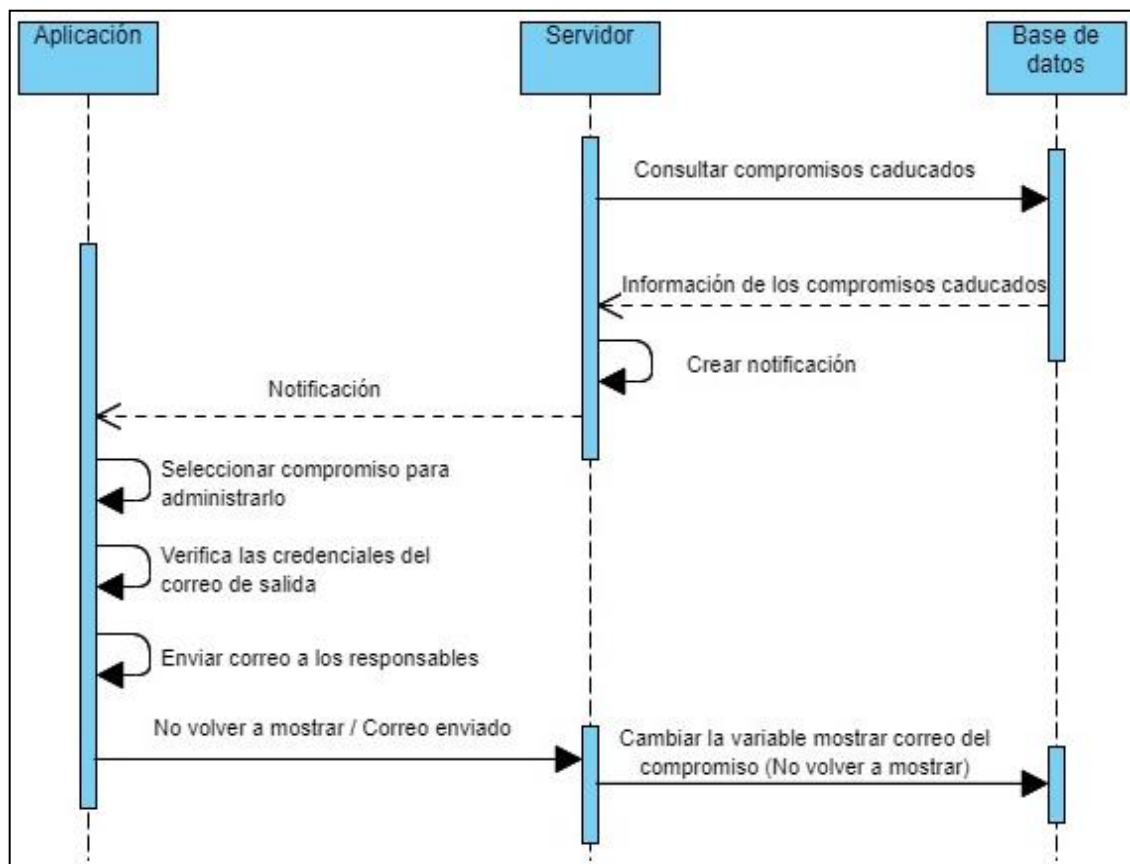 Aplicación
Servidor
Base de
datos
Consultar compromisos caducados
Información de los compromisos caducados
Crear notificación
Notificación
Seleccionar compromiso para
administrarlo
Verifica las credenciales del
correo de salida
Enviar correo a los responsables
No volver a mostrar / Correo enviado
Cambiar la variable mostrar correo del
compromiso (No volver a mostrar)